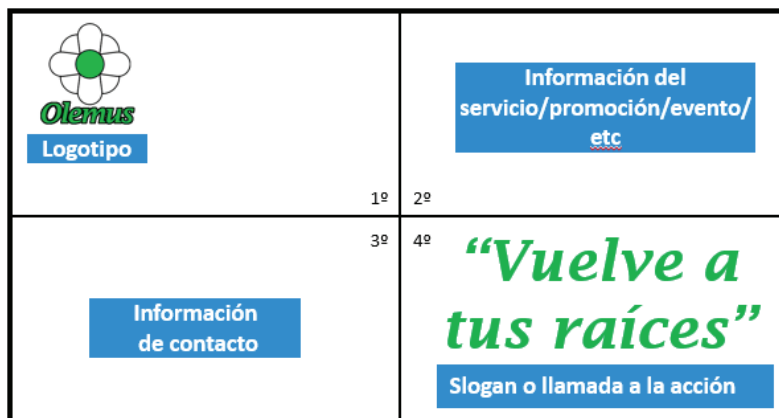 Olemus
Logotipo
1º
Información del
servicio/promoción/evento/
etc
2º
3º
Información
de contacto
4º
“Vuelve a
tus raíces”
Slogan o llamada a la acción